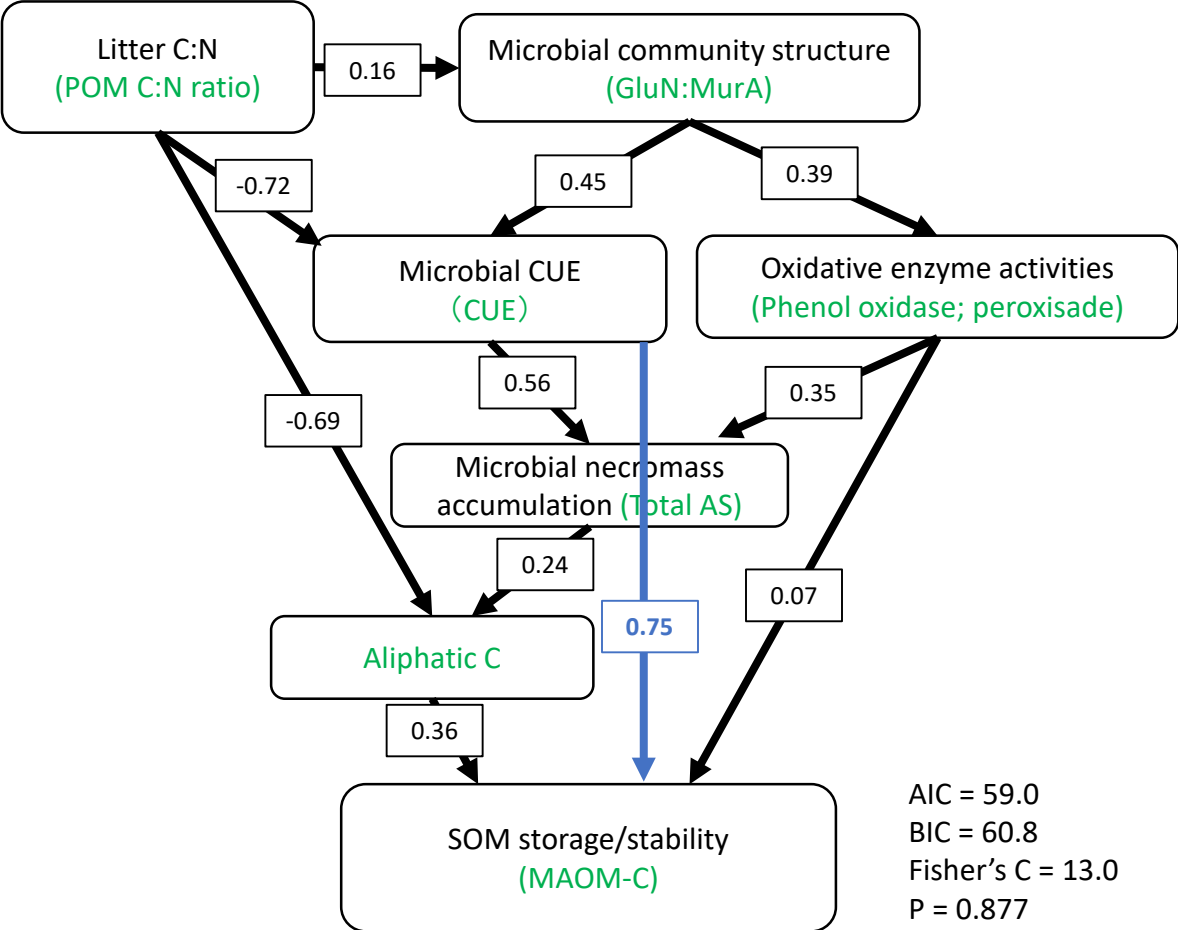 Litter C:N
(POM C:N ratio)
0.16
Microbial community structure
(GluN:MurA)
-0.72
0.45
0.39
Microbial CUE
（CUE）
Oxidative enzyme activities
(Phenol oxidase; peroxisade)
0.56
0.35
-0.69
Microbial necromass
accumulation (Total AS)
0.24
0.07
0.75
Aliphatic C
0.36
SOM storage/stability
(MAOM-C)
AIC = 59.0
BIC = 60.8
Fisher’s C = 13.0
P = 0.877